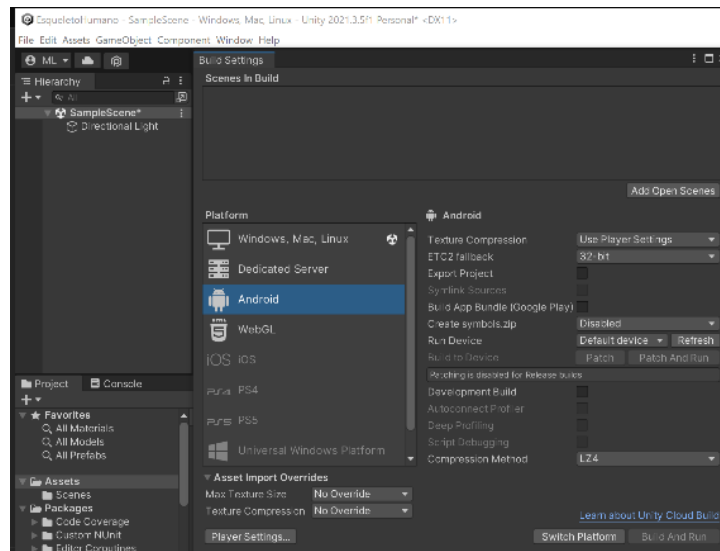 EsqueletoHumano - SampleScene - Windows, Mac, Linux - Unity 2021.3.5f1 Personal* <DX11>
File Edit Assets GameObject Component Window Help
ML
Build Settings
Hierarchy
Scenes In Build
All
SampleScene*
Directional Light
Add Open Scenes
Platform
Windows, Mac, Linux
Dedicated Server
Android
WebGL
iOS iOS
PS4 PS4
PS5 PS5
Universal Windows Platform
Android
Texture Compression Use Player Settings
ETC2 fallback 32-bit
Export Project
Symlink Sources
Build App Bundle (Google Play)
Create symbols.zip Disabled
Run Device Default device Refresh
Build to Device Patch Patch And Run
Patching is disabled for Release builds
Development Build
Autoconnect Profiler
Deep Profiling
Script Debugging
Compression Method LZ4
Project Console
Favorites
All Materials
All Models
All Prefabs
Assets
Scenes
Packages
Code Coverage
Custom NUnit
Editor Coroutines
Asset Import Overrides
Max Texture Size No Override
Texture Compression No Override
Learn about Unity Cloud Build
Player Settings...
Switch Platform Build And Run